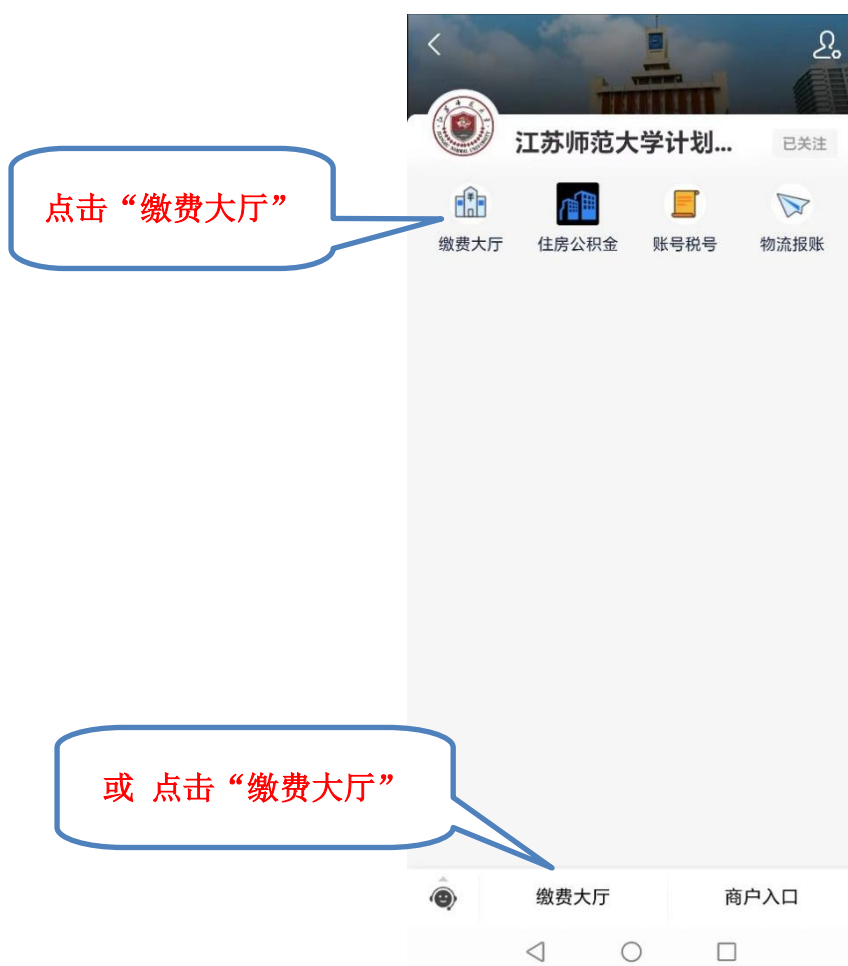 江苏师范大学计划...
已关注
点击“缴费大厅”
缴费大厅
住房公积金
账号税号
物流报账
或 点击“缴费大厅”
缴费大厅
商户入口